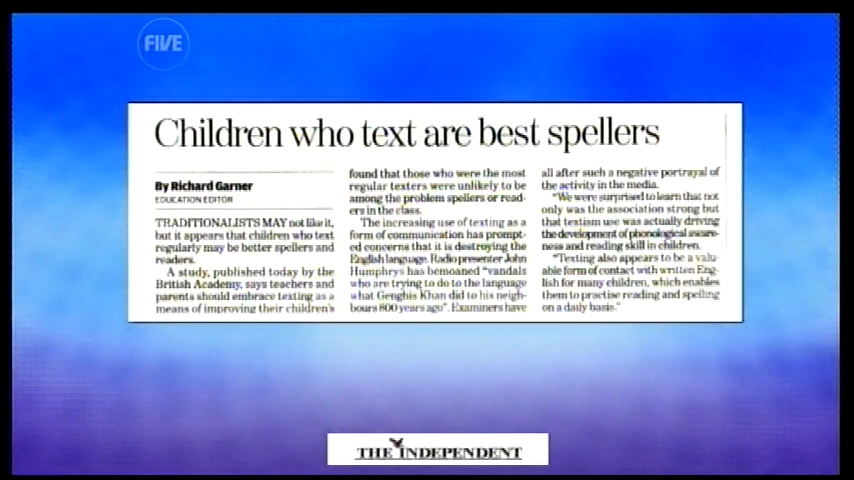 FIVE
Children who text are best spellers
By Richard Garner
EDUCATION EDITOR
TRADITIONALISTS MAY not like it,
but it appears that children who text
regularly may be better spellers and
readers.
A study, published today by the
British Academy, says teachers and
parents should embrace texting as a
means of improving their children's
found that those who were the most
regular texters were unlikely to be
among the problem spellers or read-
ers in the class.
The increasing use of texting as a
form of communication has prompt-
ed concerns that it is destroying the
English language. Radio presenter John
Humphrys has bemoaned "vandals
who are trying to do to the language
what Genghis Khan did to his neigh-
bours 800 years ago". Examiners have
all after such a negative portrayal of
the activity in the media.
"We were surprised to learn that not
only was the association strong but
that textism use was actually driving
the development of phonological aware-
ness and reading skill in children.
"Texting also appears to be a valu-
able form of contact with written Eng-
lish for many children, which enables
them to practise reading and spelling
on a daily basis."
THE INDEPENDENT